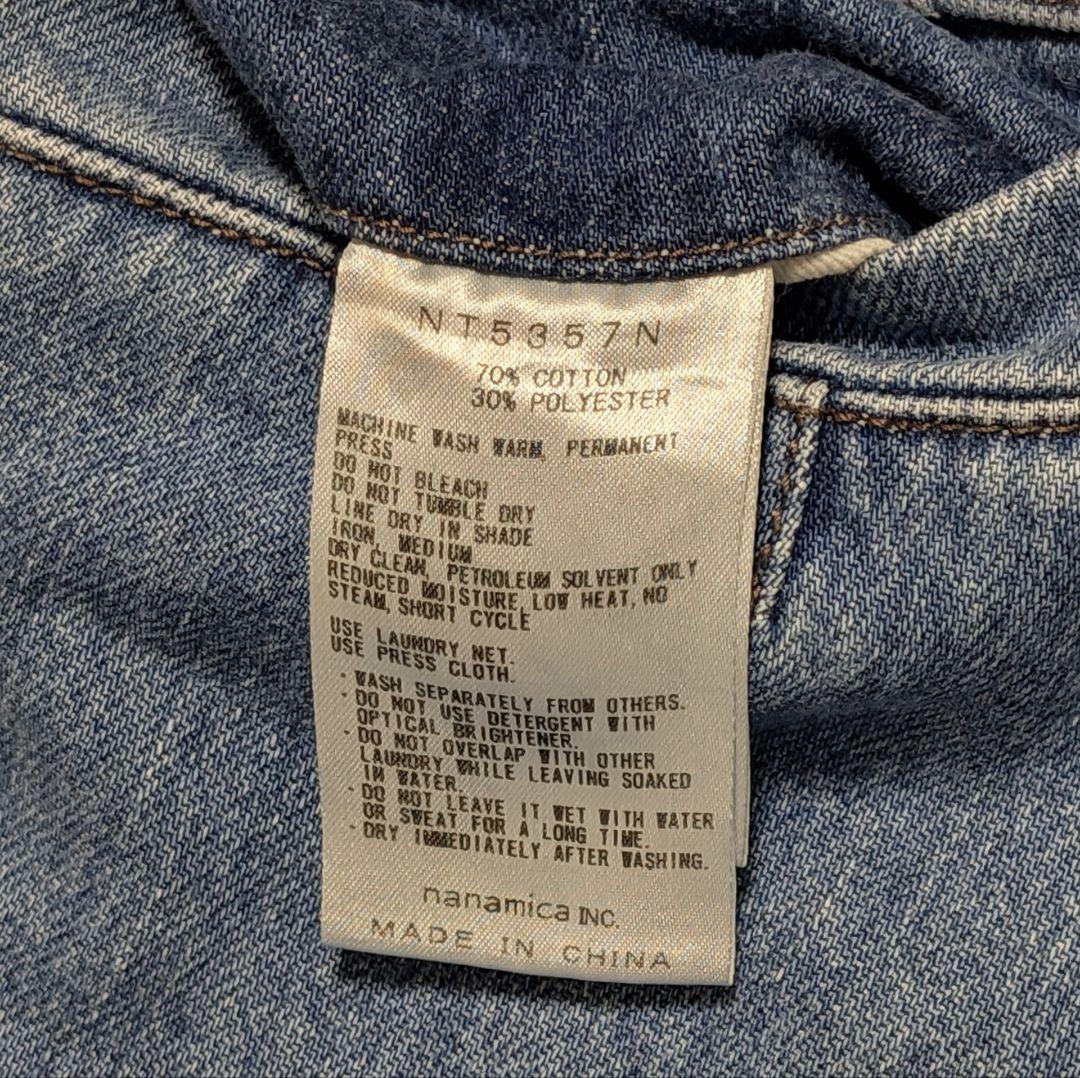 NT5357N
70% COTTON
30% POLYESTER
MACHINE WASH WARM, PERMANENT
PRESS
DO NOT BLEACH
DO NOT TUMBLE DRY
LINE DRY IN SHADE
IRON, MEDIUM
DRY CLEAN, PETROLEUM SOLVENT ONLY
REDUCED MOISTURE, LOW HEAT, NO
STEAM, SHORT CYCLE
USE LAUNDRY NET.
USE PRESS CLOTH.
・WASH SEPARATELY FROM OTHERS.
・DO NOT USE DETERGENT WITH
OPTICAL BRIGHTENER.
・DO NOT OVERLAP WITH OTHER
LAUNDRY WHILE LEAVING SOAKED
IN WATER.
・DO NOT LEAVE IT WET WITH WATER
OR SWEAT FOR A LONG TIME.
・DRY IMMEDIATELY AFTER WASHING.
nanamica INC.
MADE IN CHINA